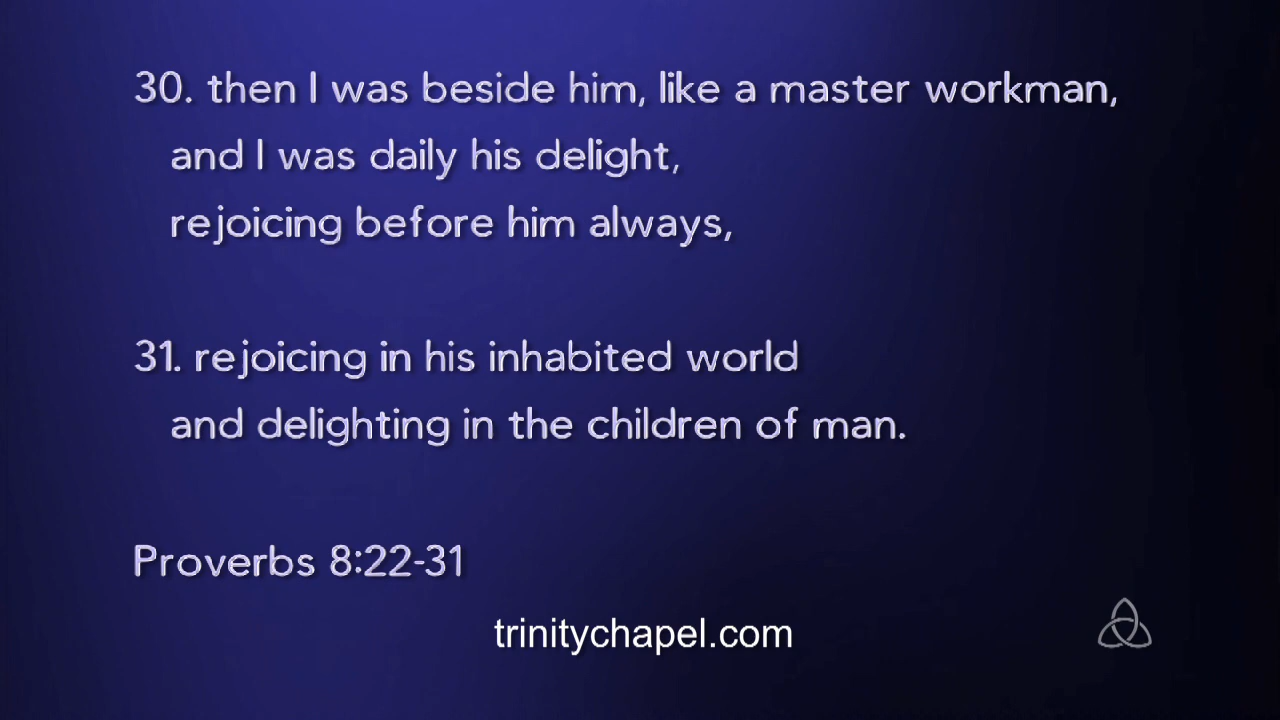 30. then I was beside him, like a master workman,
and I was daily his delight,
rejoicing before him always,
31. rejoicing in his inhabited world
and delighting in the children of man.
Proverbs 8:22-31
trinitychapel.com